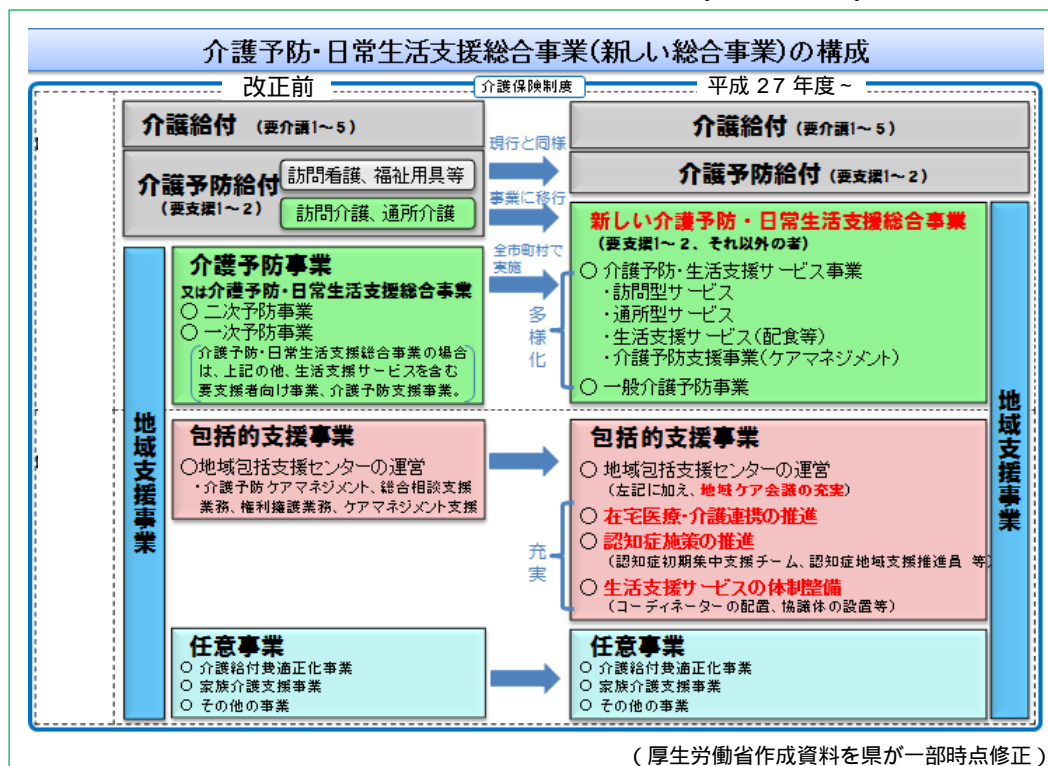 介護予防・日常生活支援総合事業(新しい総合事業)の構成
改正前
介護保険制度
平成 27 年度~
介護給付 (要介護1~5)
現行と同様
介護給付 (要介護1~5)
介護予防給付
(要支援1~2)
訪問看護、福祉用具等
訪問介護、通所介護
事業に移行
介護予防給付 (要支援1~2)
全市町村で
実施
介護予防事業
又は介護予防・日常生活支援総合事業
○ 二次予防事業
○ 一次予防事業
介護予防・日常生活支援総合事業の場合
は、上記の他、生活支援サービスを含む
要支援者向け事業、介護予防支援事業。
多様化
新しい介護予防・日常生活支援総合事業
(要支援1~2、それ以外の者)
○ 介護予防・生活支援サービス事業
・訪問型サービス
・通所型サービス
・生活支援サービス(配食等)
・介護予防支援事業(ケアマネジメント)
○ 一般介護予防事業
地域支援事業
包括的支援事業
○地域包括支援センターの運営
・介護予防ケアマネジメント、総合相談支援
業務、権利擁護業務、ケアマネジメント支援
充実
包括的支援事業
○ 地域包括支援センターの運営
(左記に加え、地域ケア会議の充実)
○ 在宅医療・介護連携の推進
○ 認知症施策の推進
(認知症初期集中支援チーム、認知症地域支援推進員 等)
○ 生活支援サービスの体制整備
(コーディネーターの配置、協議体の設置等)
地域支援事業
任意事業
○ 介護給付費適正化事業
○ 家族介護支援事業
○ その他の事業
任意事業
○ 介護給付費適正化事業
○ 家族介護支援事業
○ その他の事業
(厚生労働省作成資料を県が一部時点修正)